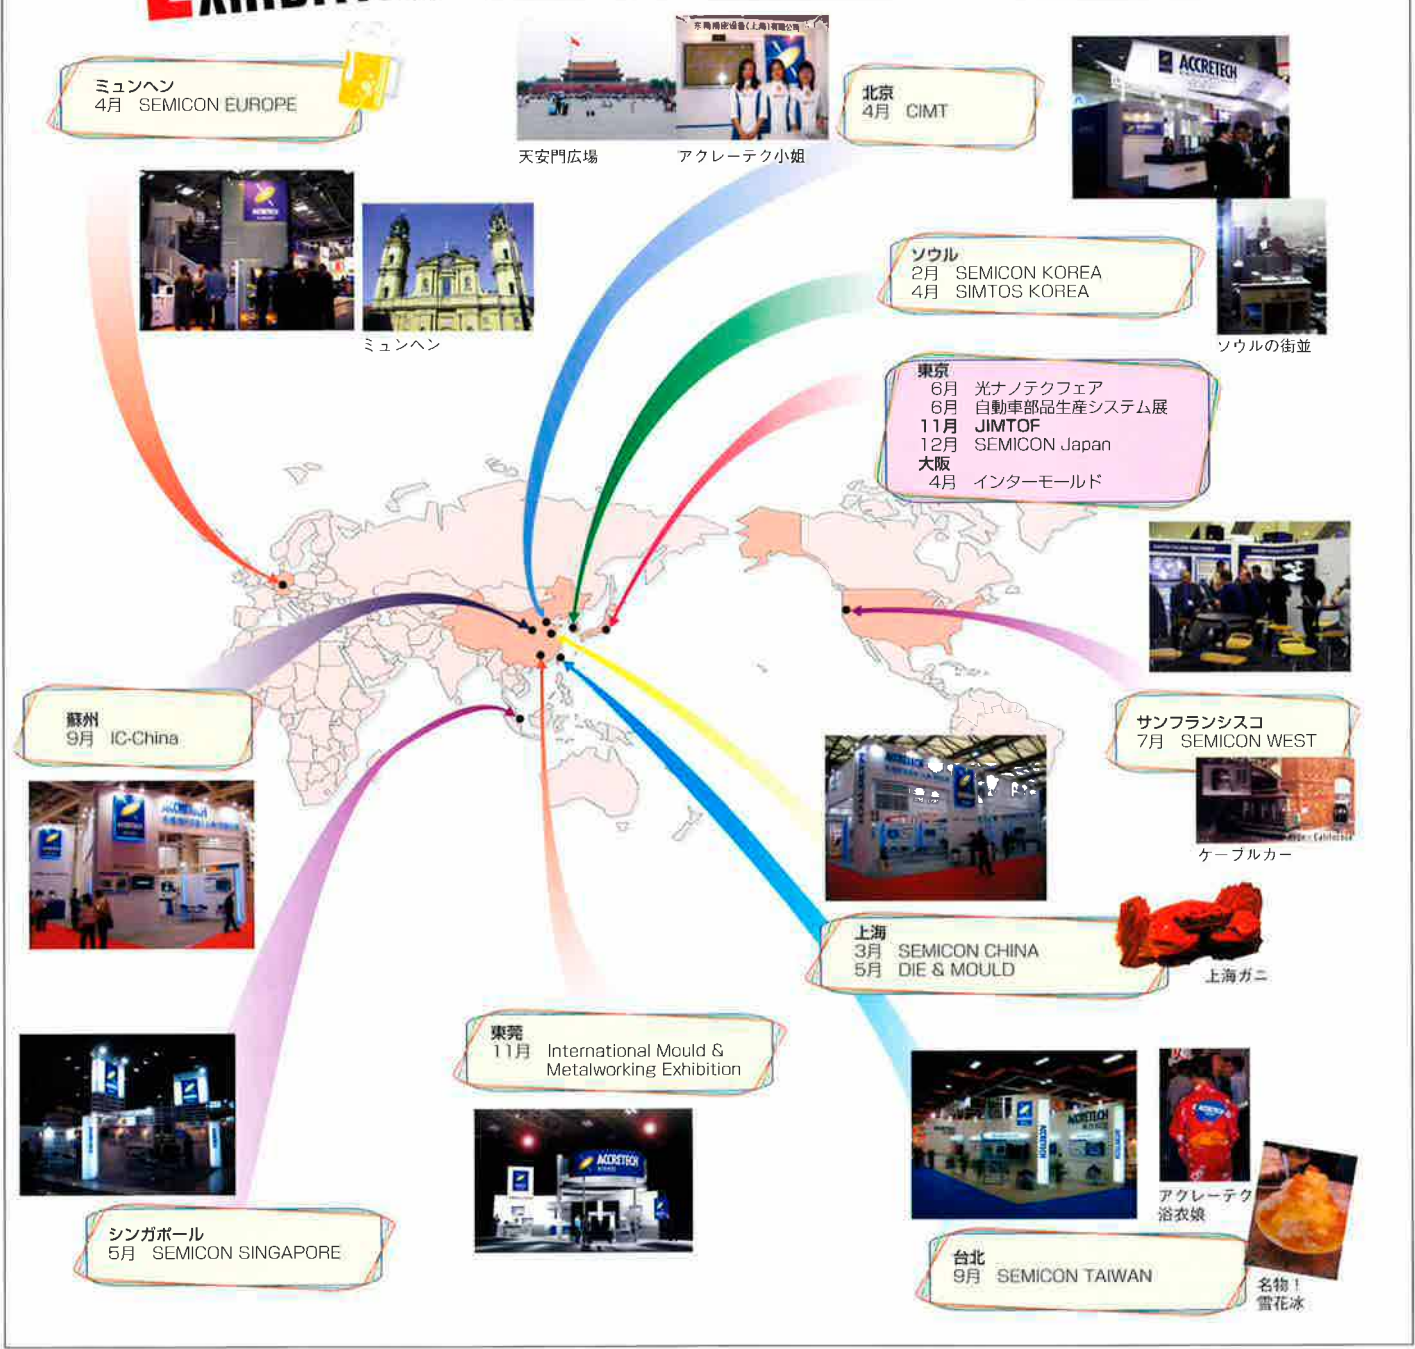 ミュンヘン
4月 SEMICON EUROPE
天安門広場
アクレーテク小姐
北京
4月 CIMT
ACCRETECH
ミュンヘン
ソウル
2月 SEMICON KOREA
4月 SIMTOS KOREA
ソウルの街並
東京
6月 光ナノテクフェア
6月 自動車部品生産システム展
11月 JIMTOF
12月 SEMICON Japan
大阪
4月 インターモールド
蘇州
9月 IC-China
ACCRETECH
サンフランシスコ
7月 SEMICON WEST
ケーブルカー
ACCRETECH
上海
3月 SEMICON CHINA
5月 DIE & MOULD
上海ガニ
東莞
11月 International Mould &
Metalworking Exhibition
ACCRETECH
ACCRETECH
アクレーテク
浴衣娘
シンガポール
5月 SEMICON SINGAPORE
台北
9月 SEMICON TAIWAN
名物！
雪花冰